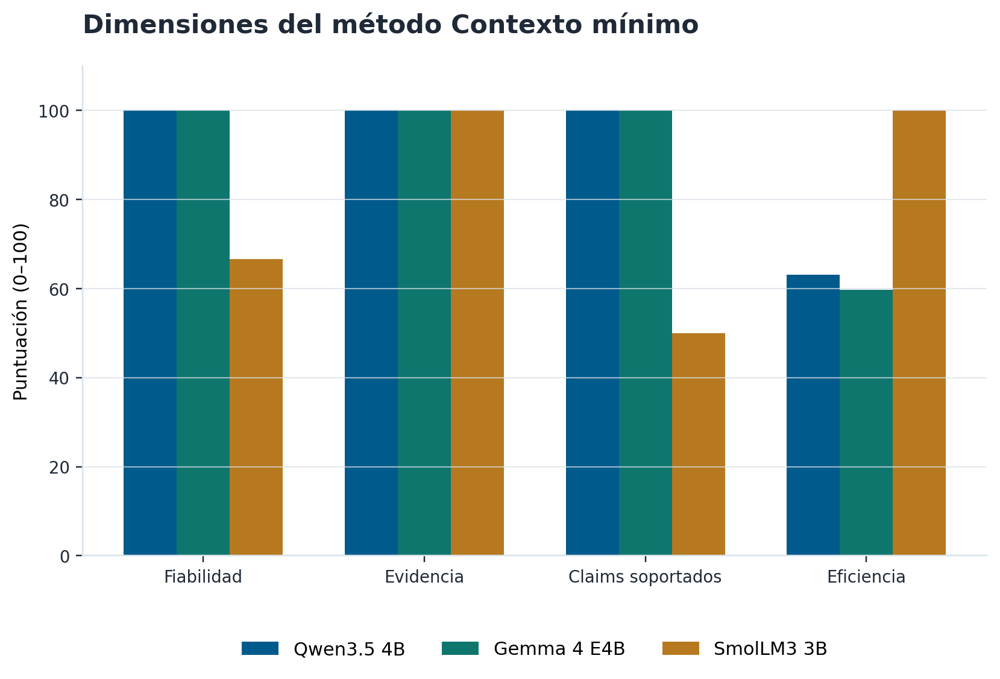 Dimensiones del método Contexto mínimo
Puntuación (0–100)
100
80
60
40
20
0
Fiabilidad
Evidencia
Claims soportados
Eficiencia
Qwen3.5 4B
Gemma 4 E4B
SmolLM3 3B